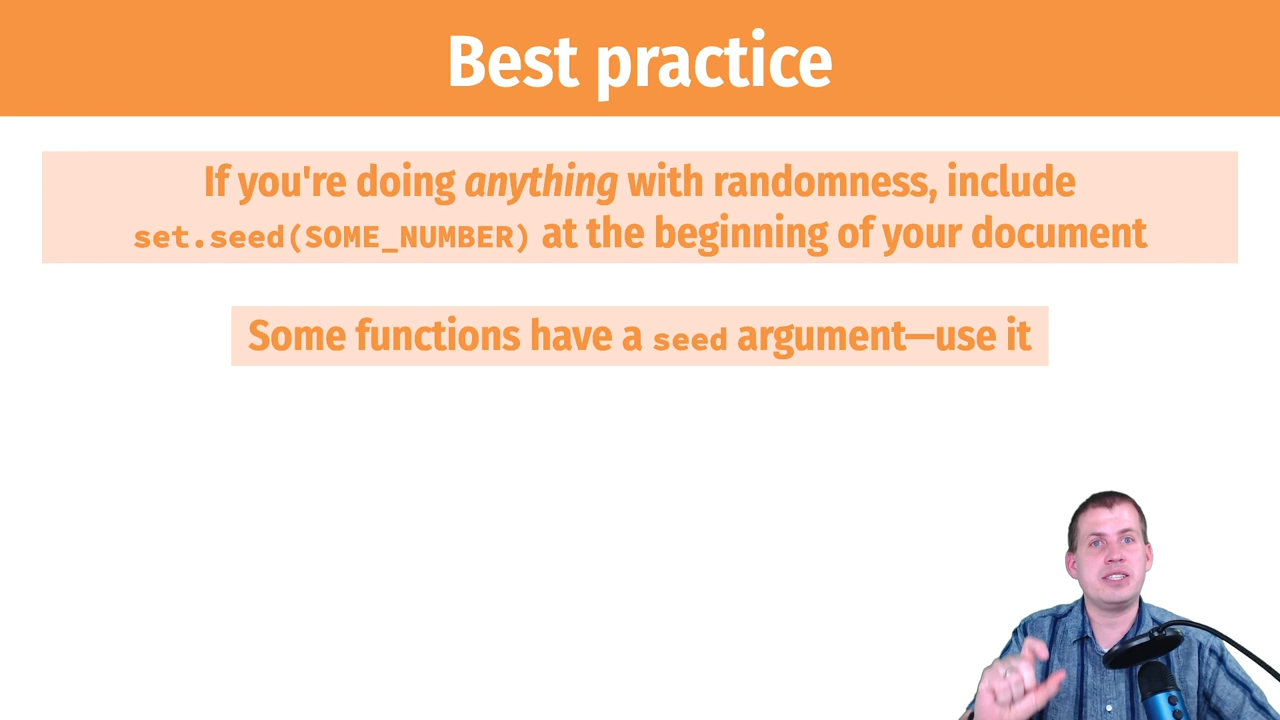 Best practice
If you're doing anything with randomness, include
set.seed(SOME_NUMBER) at the beginning of your document
Some functions have a seed argument—use it